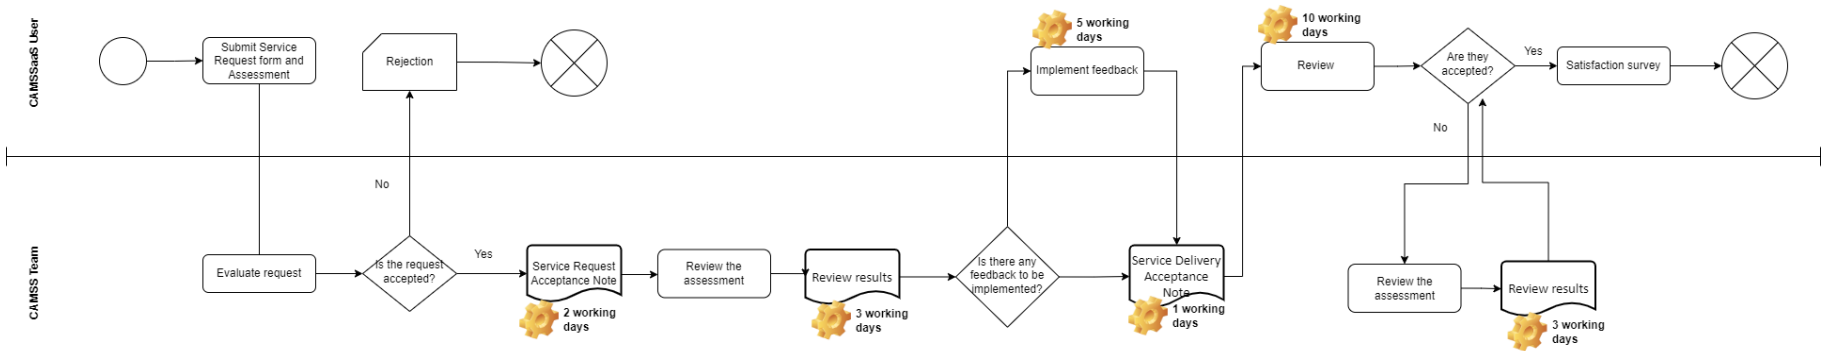 CAMSSaaS User
Submit Service
Request form and
Assessment
Rejection
5 working
days
Implement feedback
10 working
days
Review
Are they
accepted?
Yes
Satisfaction survey
No
No
CAMSS Team
Evaluate request
Is the request
accepted?
Yes
Service Request
Acceptance Note
2 working
days
Review the
assessment
Review results
3 working
days
Is there any
feedback to be
implemented?
Service Delivery
Acceptance
Note
1 working
days
Review the
assessment
Review results
3 working
days